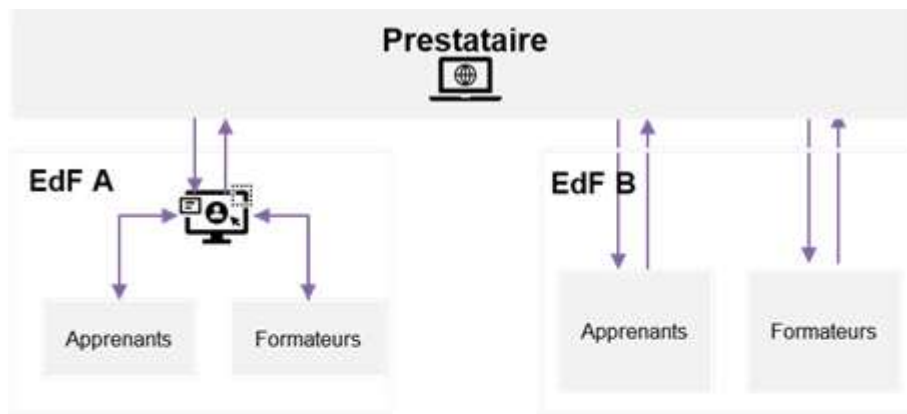 Prestataire
EdF A
EdF B
Apprenants
Formateurs
Apprenants
Formateurs